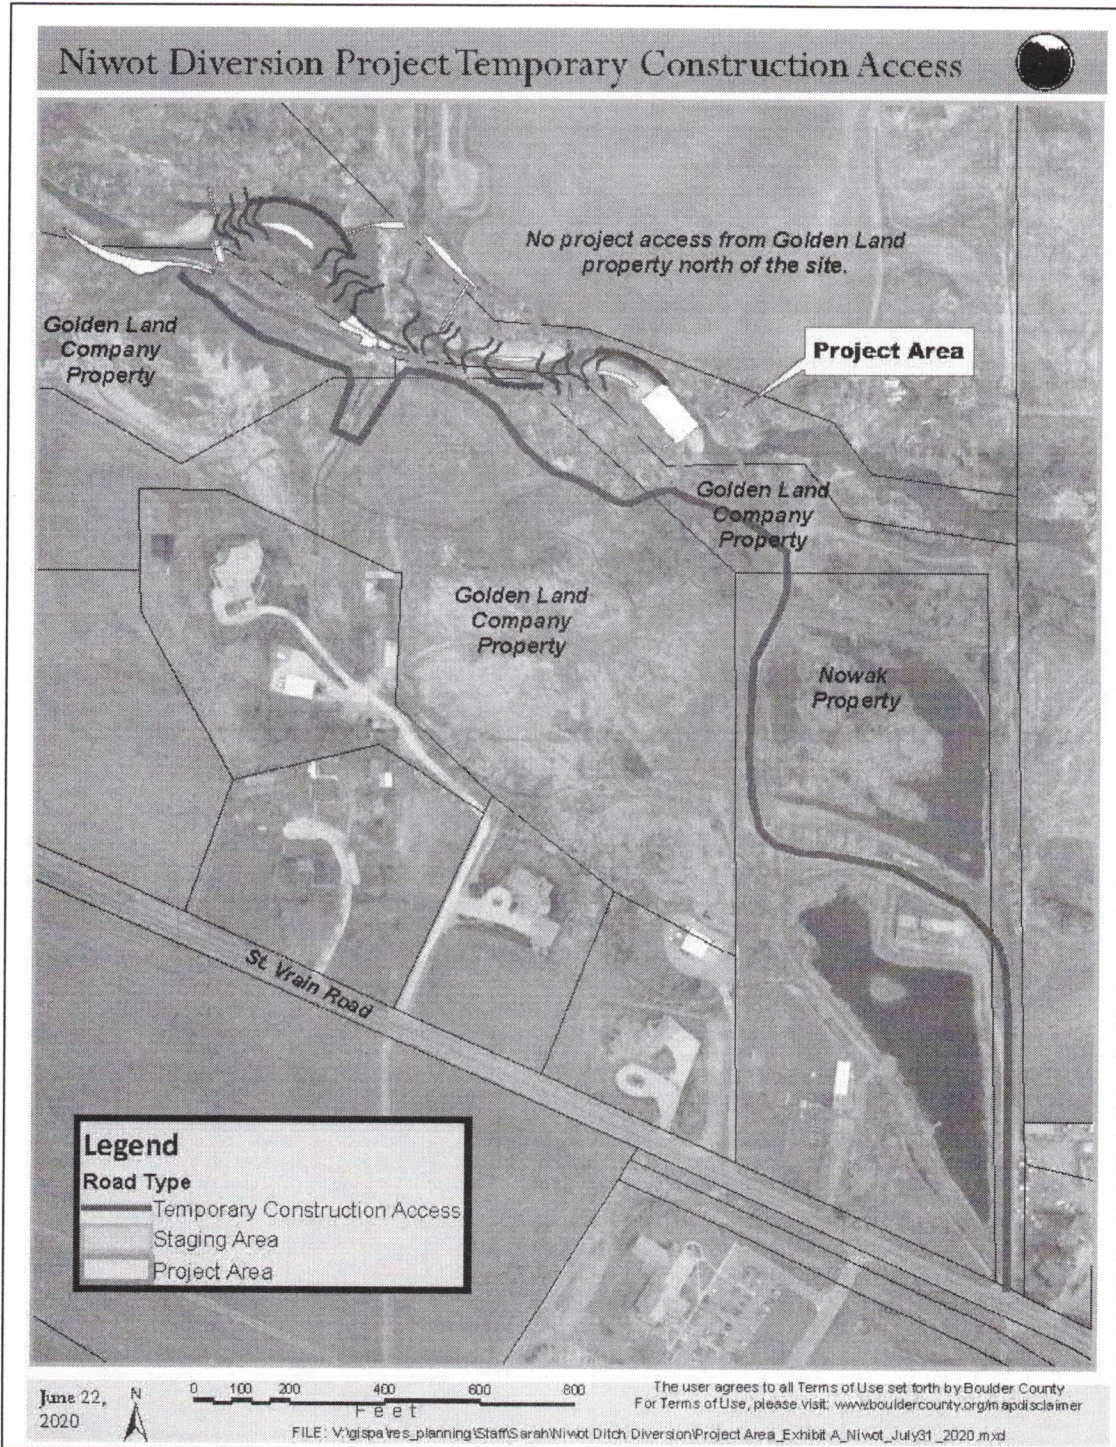 Niwot Diversion Project Temporary Construction Access
No project access from Golden Land
property north of the site.
Golden Land
Company
Property
Project Area
Golden Land
Company
Property
Golden Land
Company
Property
Nowak
Property
St. Vrain Road
Legend
Road Type
Temporary Construction Access
Staging Area
Project Area
June 22,
2020
N
0 100 200 400 600 800
Feet
The user agrees to all Terms of Use set forth by Boulder County
For Terms of Use, please visit: www.bouldercounty.org/mapdisclaimer
FILE: V:\gispa\res_planning\Staff\Sarah\Niwot Ditch Diversion\Project Area_Exhibit A_Niwot_July31_2020.mxd